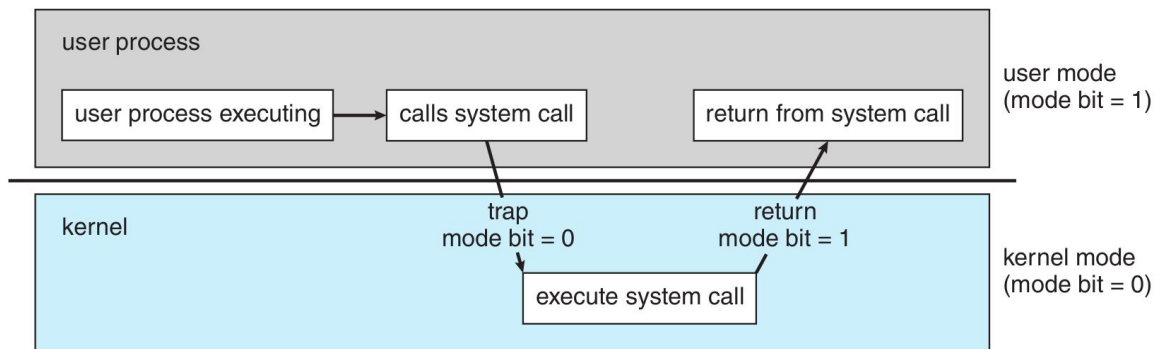 user process
user process executing
calls system call
return from system call
user mode
(mode bit = 1)
kernel
trap
mode bit = 0
return
mode bit = 1
execute system call
kernel mode
(mode bit = 0)